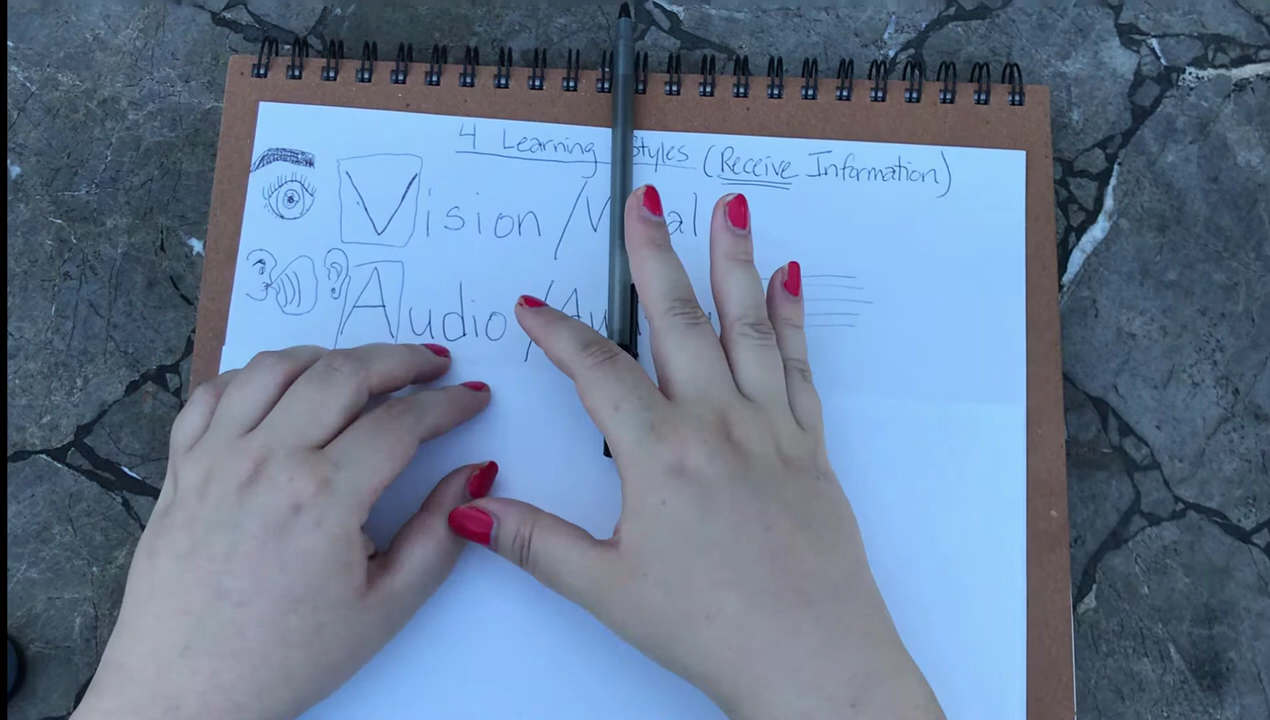 4 Learning Styles (Receive Information)
Vision /
Audio /